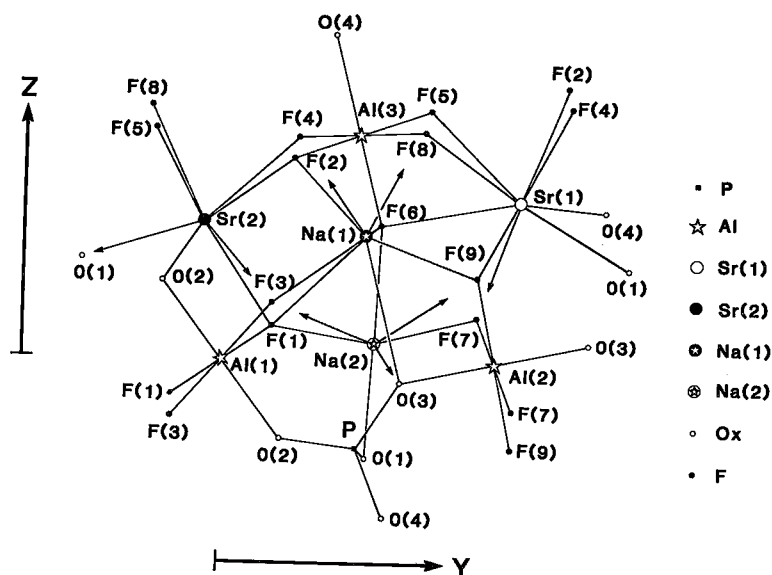 O(4)
Z
F(8)
F(5)
F(4)
Al(3)
F(5)
F(2)
F(4)
F(2)
F(8)
P
Al
Sr(1)
Sr(2)
Na(1)
Na(2)
Ox
F
Sr(2)
Na(1)
F(6)
Sr(1)
O(4)
O(1)
O(2)
F(3)
F(9)
O(1)
F(1)
Na(2)
F(7)
O(3)
Al(1)
Al(2)
F(1)
F(3)
O(3)
F(7)
O(2)
P
O(1)
F(9)
O(4)
Y